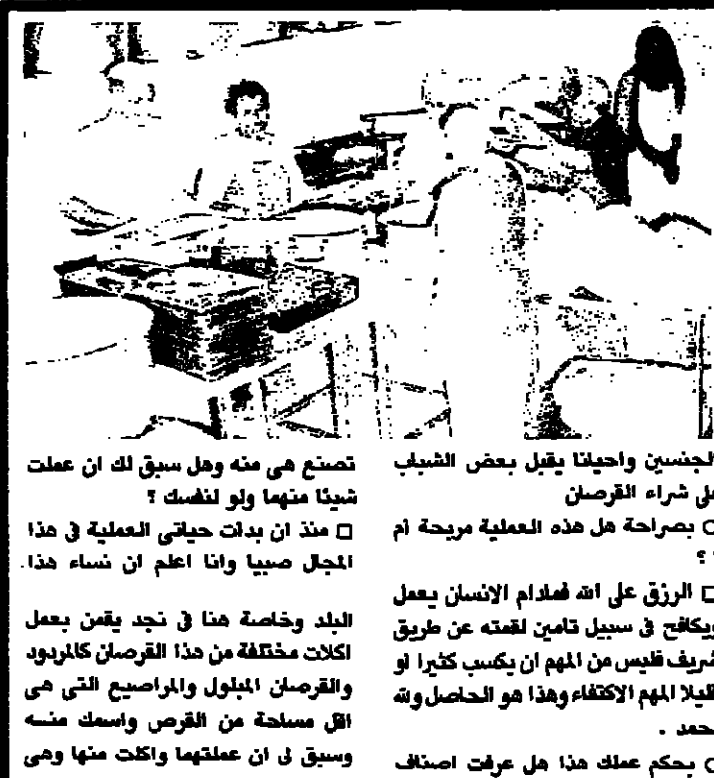 الجنسين واحيانا يقبل بعض الشباب
على شراء القرصان
○ بصراحة هل هذه العملية مريحة أم
؟
□ الرزق على الله فمادام الانسان يعمل
ويكافح في سبيل تامين لقمته عن طريق
شريف فليس من المهم ان يكسب كثيرا او
قليلا المهم الاكتفاء وهذا هو الحاصل ولله
الحمد .
○ بحكم عملك هذا هل عرفت اصناف
تصنع هي منه وهل سبق لك ان عملت
شيئا منهما ولو لنفسك ؟
□ منذ ان بدأت حياتي العملية في هذا
المجال صبيا وانا اعلم ان نساء هذا
البلد وخاصة هنا في نجد يقمن بعمل
اكلات مختلفة من هذا القرصان كالمردود
والقرصان المبلول والمراصيع التي هي
اقل مساحة من القرص واسمك منه
وسبق لى ان عملتهما واكلت منها وهى